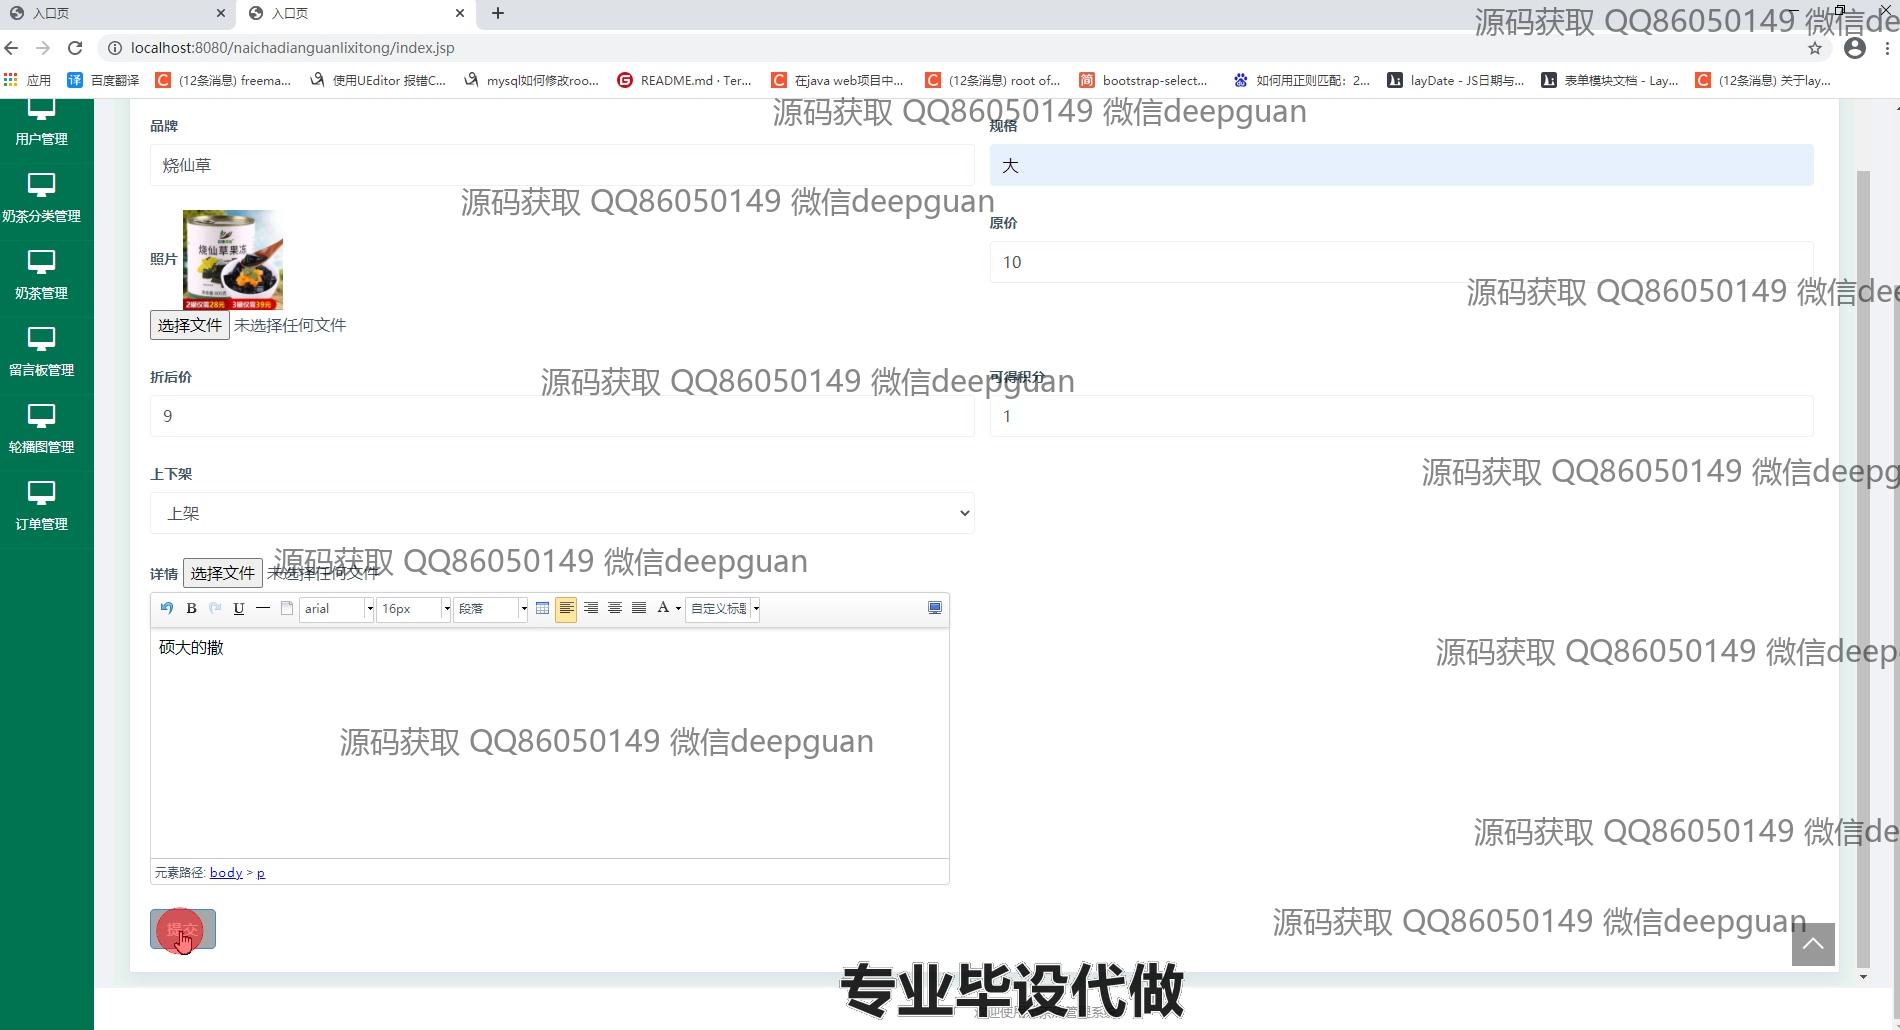 入口页
入口页
源码获取 QQ86050149 微信de
localhost:8080/naichadianguanlixitong/index.jsp
应用 百度翻译 (12条消息) freema... 使用UEditor 报错C... mysql如何修改roo... README.md · Ter... 在java web项目中... (12条消息) root of... bootstrap-select... 如何用正则匹配：2... layDate - JS日期与... 表单模块文档 - Lay... (12条消息) 关于lay...
源码获取 QQ86050149 微信deepguan
用户管理
奶茶分类管理
奶茶管理
留言板管理
轮播图管理
订单管理
品牌
规格
烧仙草
大
源码获取 QQ86050149 微信deepguan
照片
烧仙草果冻
2罐仅需28元 3罐仅需39元
原价
10
源码获取 QQ86050149 微信dee
选择文件 未选择任何文件
折后价
源码获取 QQ86050149 微信deepguan
可得积分
9
1
上下架
源码获取 QQ86050149 微信deepg
上架
源码获取 QQ86050149 微信deepguan
详情 选择文件 未选择任何文件
B U arial 16px 段落 A 自定义标题
硕大的撒
源码获取 QQ86050149 微信deep
源码获取 QQ86050149 微信deepguan
源码获取 QQ86050149 微信de
元素路径: body > p
提交
源码获取 QQ86050149 微信deepguan
专业毕设代做